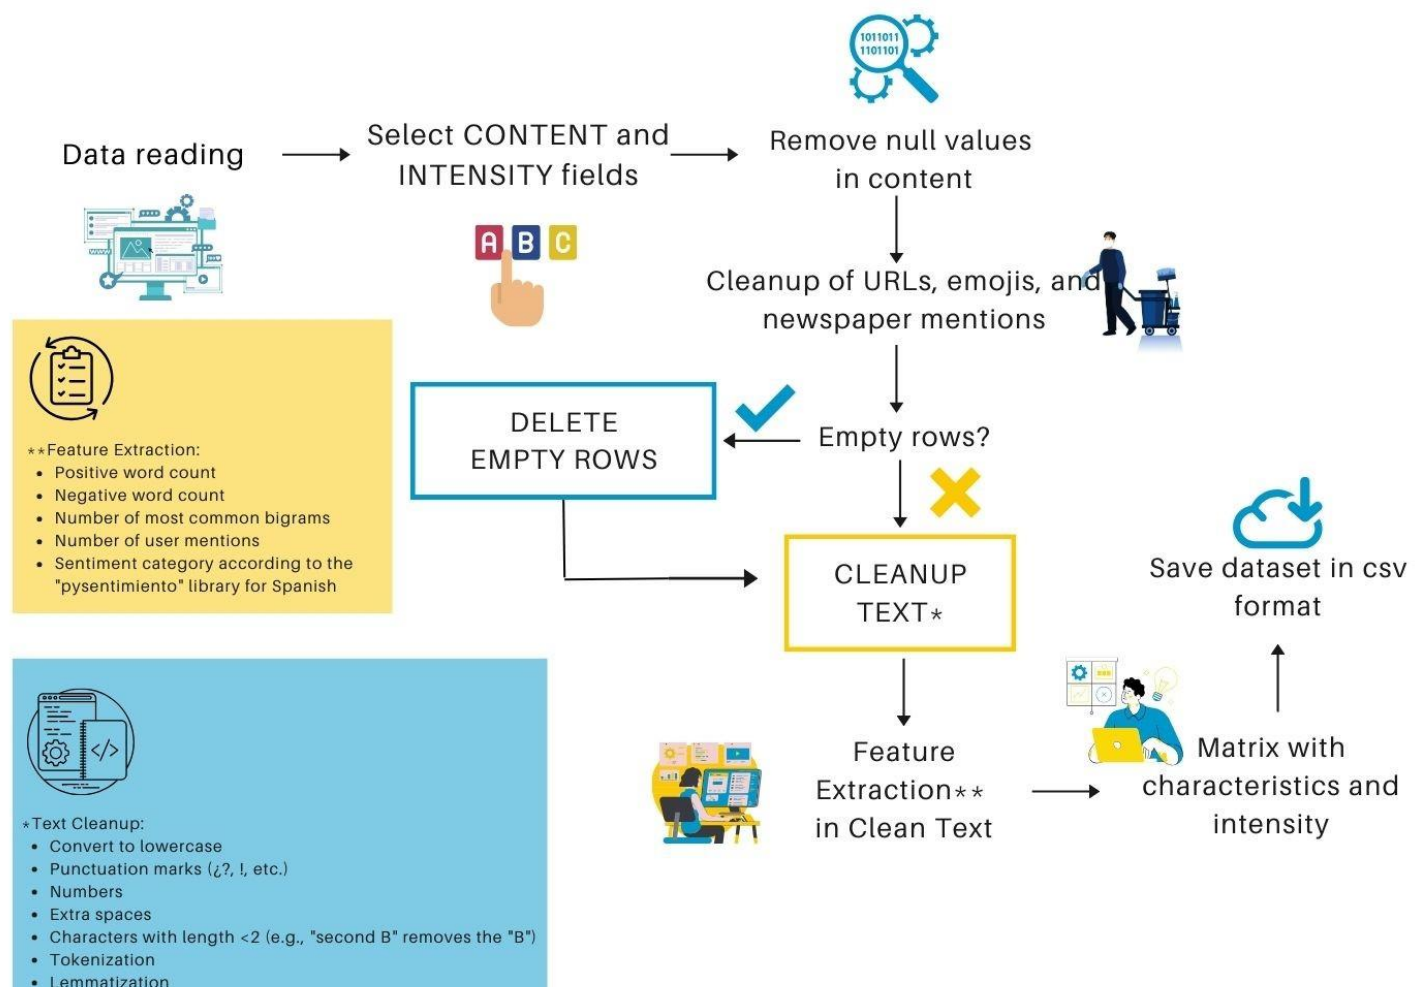 1011011
1101101
Data reading
Select CONTENT and
INTENSITY fields
Remove null values
in content
www
A B C
Cleanup of URLs, emojis, and
newspaper mentions
**Feature Extraction:
• Positive word count
• Negative word count
• Number of most common bigrams
• Number of user mentions
• Sentiment category according to the
"pysentimiento" library for Spanish
DELETE
EMPTY ROWS
Empty rows?
CLEANUP
TEXT*
Save dataset in csv
format
Feature
Extraction**
in Clean Text
Matrix with
characteristics and
intensity
</>
*Text Cleanup:
• Convert to lowercase
• Punctuation marks (¿?, !, etc.)
• Numbers
• Extra spaces
• Characters with length <2 (e.g., "second B" removes the "B")
• Tokenization
• Lemmatization